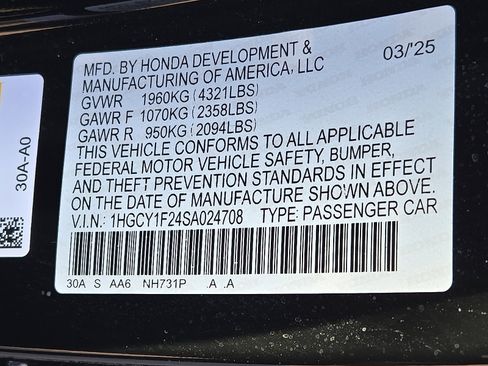 MFD. BY HONDA DEVELOPMENT & 03/'25
MANUFACTURING OF AMERICA, LLC
GVWR 1960KG (4321LBS)
GAWR F 1070KG (2358LBS)
GAWR R 950KG (2094LBS)
THIS VEHICLE CONFORMS TO ALL APPLICABLE
FEDERAL MOTOR VEHICLE SAFETY, BUMPER,
AND THEFT PREVENTION STANDARDS IN EFFECT
ON THE DATE OF MANUFACTURE SHOWN ABOVE.
V.I.N.: 1HGCY1F24SA024708 TYPE: PASSENGER CAR
30A S AA6 NH731P .A .A
30A-A0